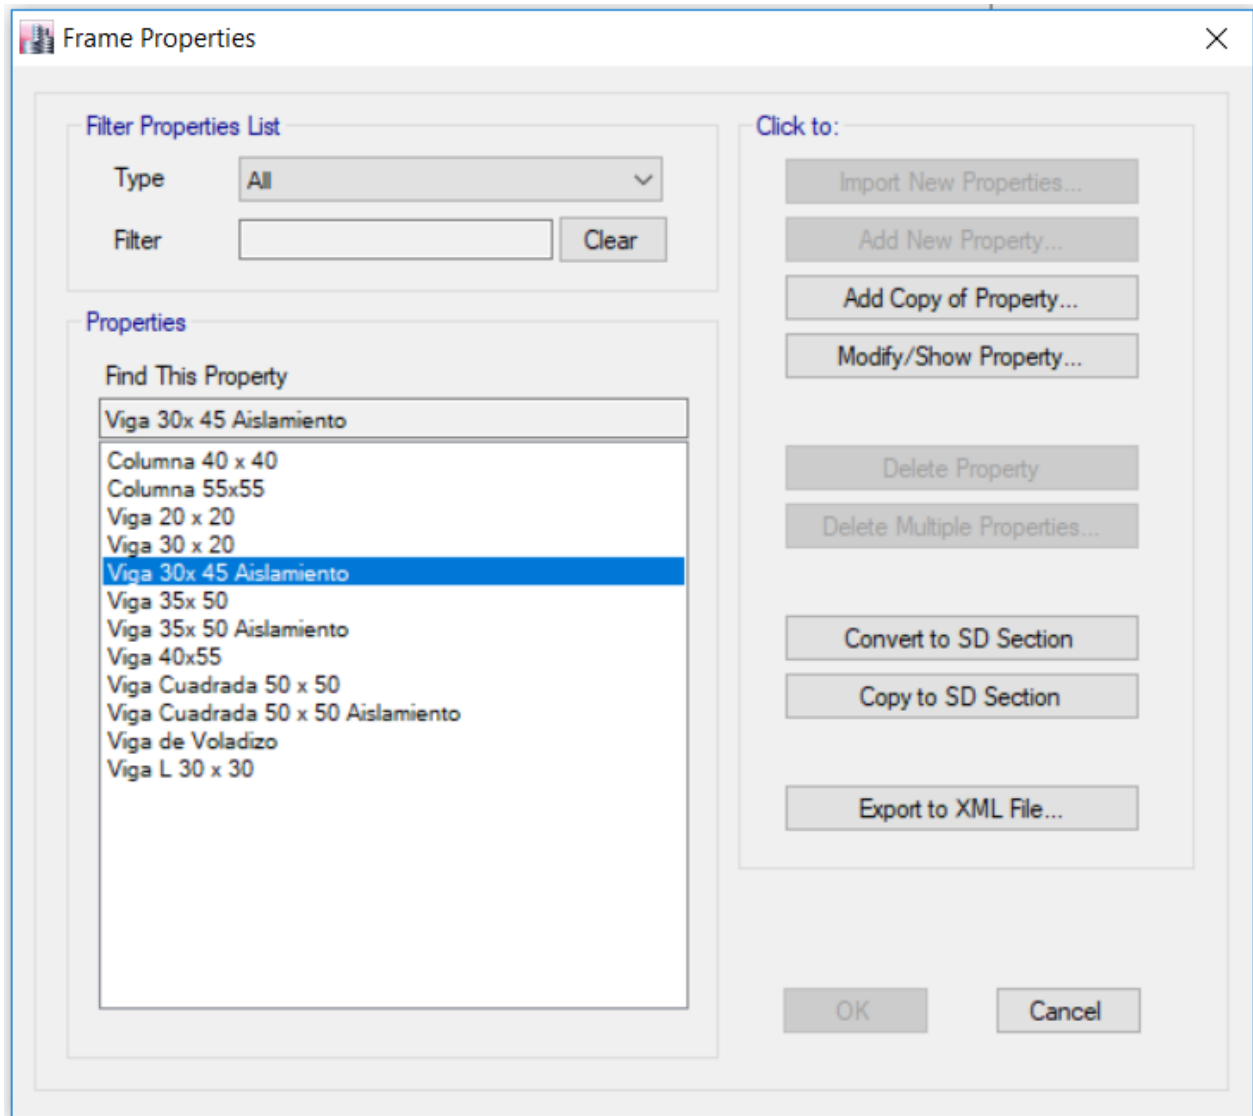 Frame Properties
Filter Properties List
Type
All
Filter
Clear
Properties
Find This Property
Viga 30x 45 Aislamiento
Columna 40 x 40
Columna 55x55
Viga 20 x 20
Viga 30 x 20
Viga 30x 45 Aislamiento
Viga 35x 50
Viga 35x 50 Aislamiento
Viga 40x55
Viga Cuadrada 50 x 50
Viga Cuadrada 50 x 50 Aislamiento
Viga de Voladizo
Viga L 30 x 30
Click to:
Import New Properties...
Add New Property...
Add Copy of Property...
Modify/Show Property...
Delete Property
Delete Multiple Properties...
Convert to SD Section
Copy to SD Section
Export to XML File...
OK
Cancel